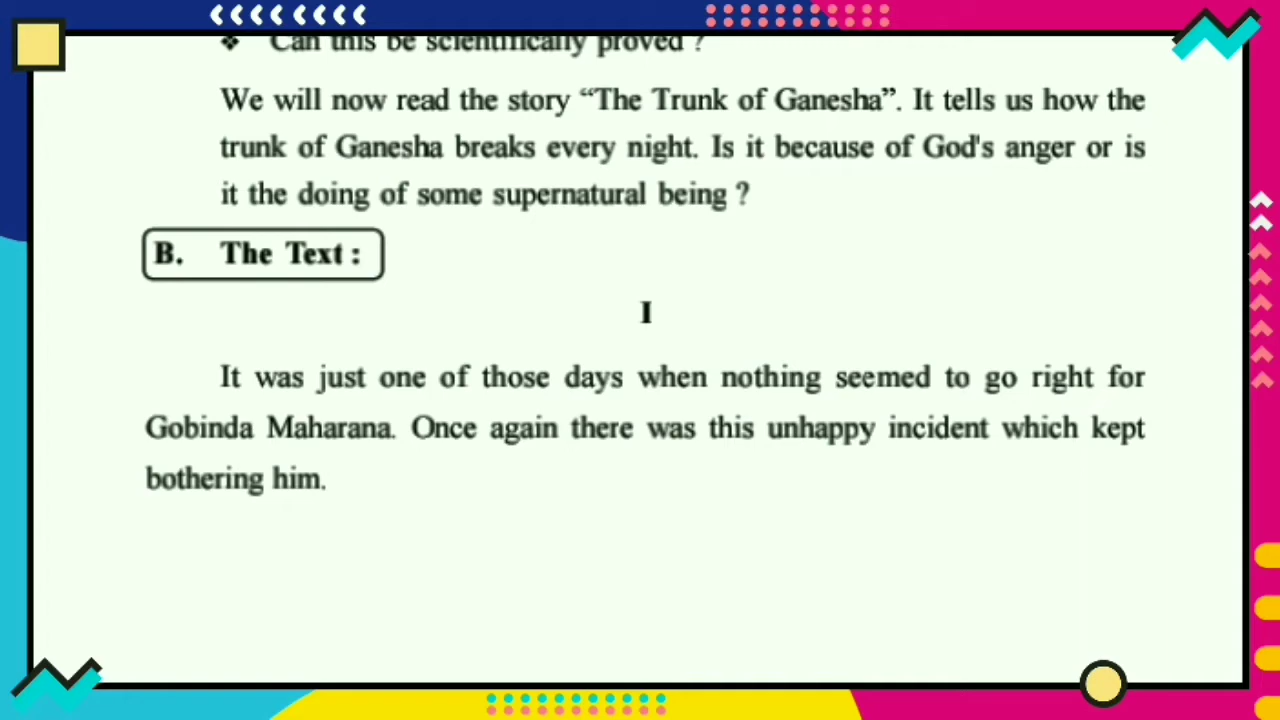 ❖ Can this be scientifically proved ?
We will now read the story “The Trunk of Ganesha”. It tells us how the
trunk of Ganesha breaks every night. Is it because of God's anger or is
it the doing of some supernatural being ?
B. The Text :
I
It was just one of those days when nothing seemed to go right for
Gobinda Maharana. Once again there was this unhappy incident which kept
bothering him.